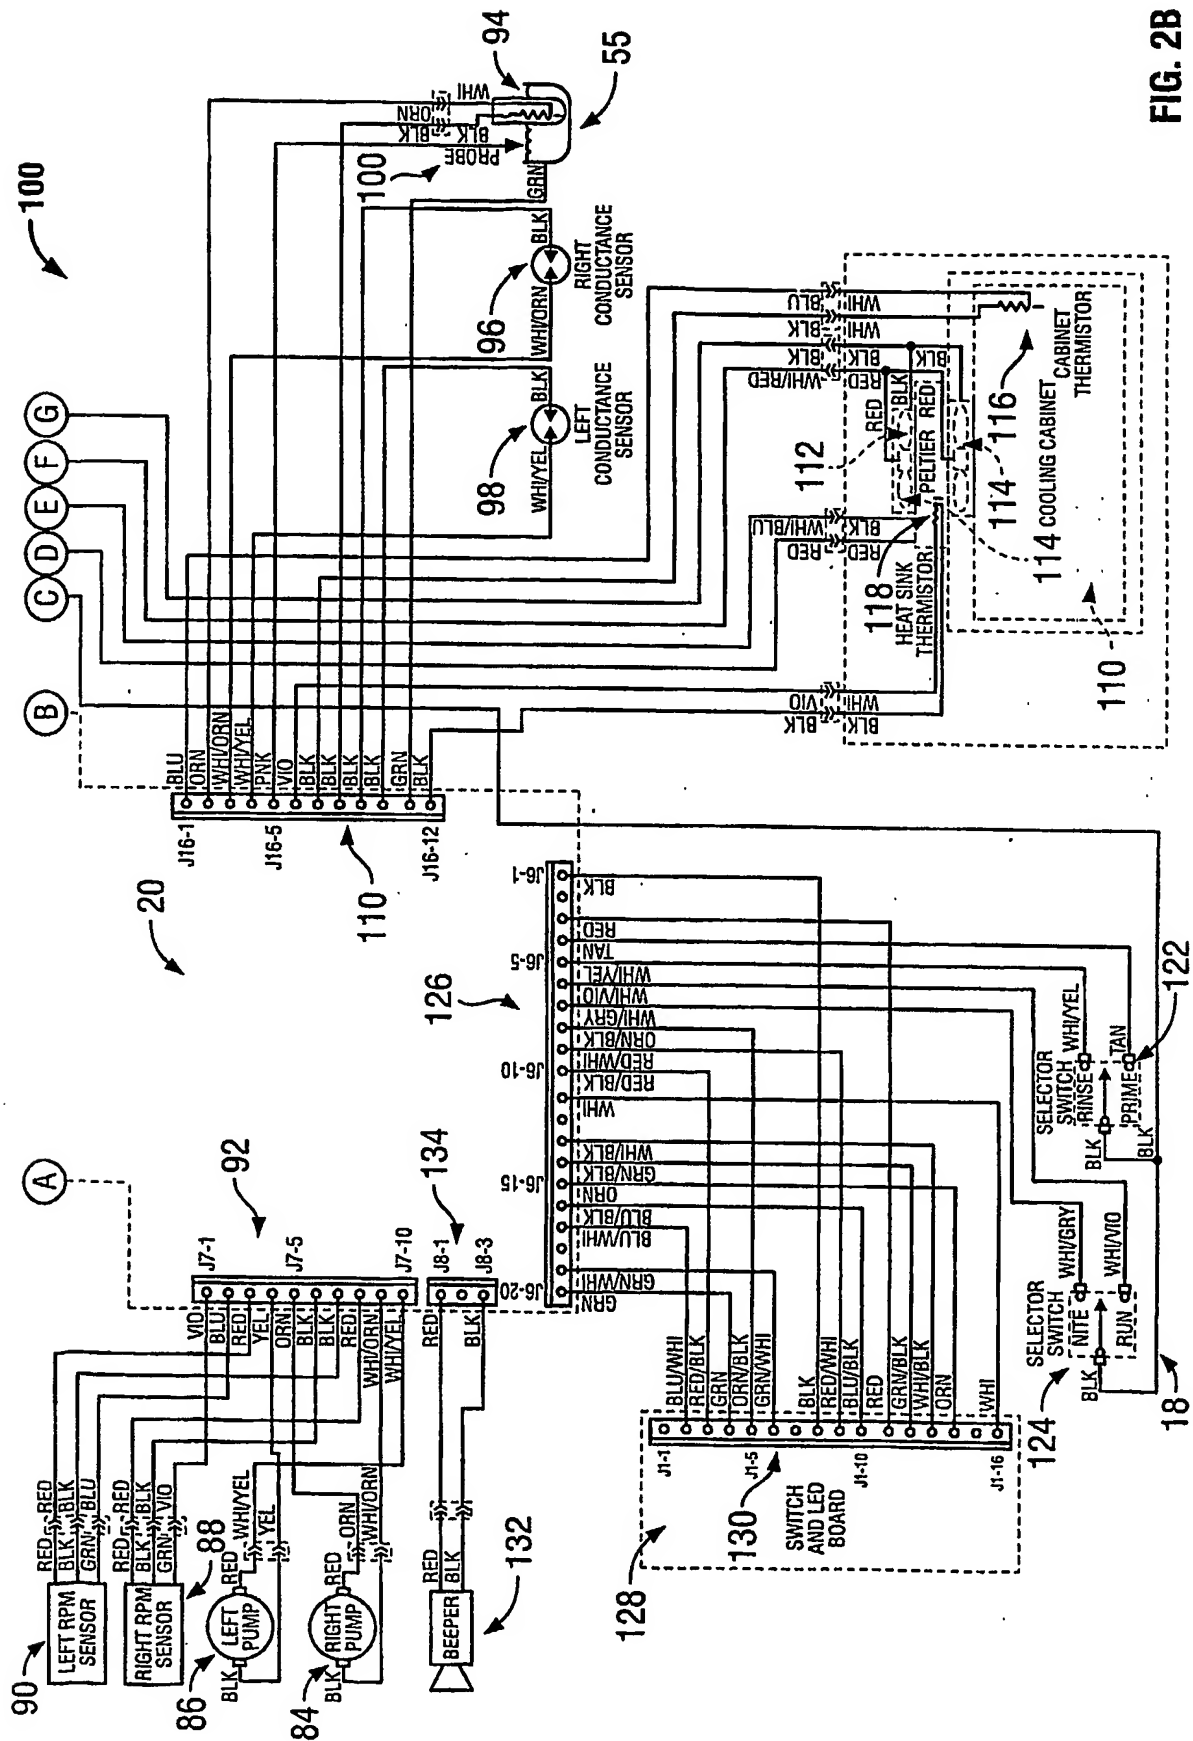 FIG. 2B
100
94
WHI
ORN
BLK
BLK
PROBE
100
55
GRN
BLK
96
RIGHT
CONDUCTANCE
SENSOR
WHI/ORN
BLK
98
LEFT
CONDUCTANCE
SENSOR
WHI/YEL
G
F
E
D
C
B
A
BLU
ORN
WHI/ORN
WHI/YEL
PNK
VIO
BLK
BLK
BLK
BLK
GRN
BLK
J16-1
J16-5
J16-12
110
20
BLU
BLK
BLK
WHI/RED
WHI
WHI
BLK
RED
WHI/BLU
RED
BLK
RED
VIO
BLK
WHI
BLK
RED
BLK
BLK
RED
PELTIER
112
114
114
116
118
HEAT SINK
THERMISTOR
COOLING CABINET
CABINET
THERMISTOR
110
J6-1
J6-5
J6-10
J6-15
J6-20
126
BLK
RED
TAN
WHI/YEL
WHI/VIO
WHI/GRY
ORN/BLK
RED/WHI
RED/BLK
WHI
WHI/BLK
GRN/BLK
ORN
BLU/BLK
BLU/WHI
GRN/WHI
GRN
92
J7-1
J7-5
J7-10
VIO
BLU
RED
YEL
ORN
BLK
BLK
RED
WHI/ORN
WHI/YEL
134
J8-1
J8-3
RED
BLK
90
LEFT RPM
SENSOR
RED
BLK
GRN
RED
BLK
BLU
RIGHT RPM
SENSOR
88
RED
BLK
GRN
RED
BLK
VIO
86
LEFT
PUMP
BLK
RED
WHI/YEL
YEL
84
RIGHT
PUMP
BLK
RED
ORN
WHI/ORN
BEEPER
RED
BLK
132
128
130
SWITCH
AND LED
BOARD
J1-1
J1-5
J1-10
J1-16
BLU/WHI
RED/BLK
GRN
ORN/BLK
GRN/WHI
BLK
RED/WHI
BLU/BLK
RED
GRN/BLK
WHI/BLK
ORN
WHI
124
SELECTOR
SWITCH
NITE
RUN
WHI/GRY
WHI/VIO
BLK
18
SELECTOR
SWITCH
RINSE
PRIME
WHI/YEL
TAN
BLK
BLK
122